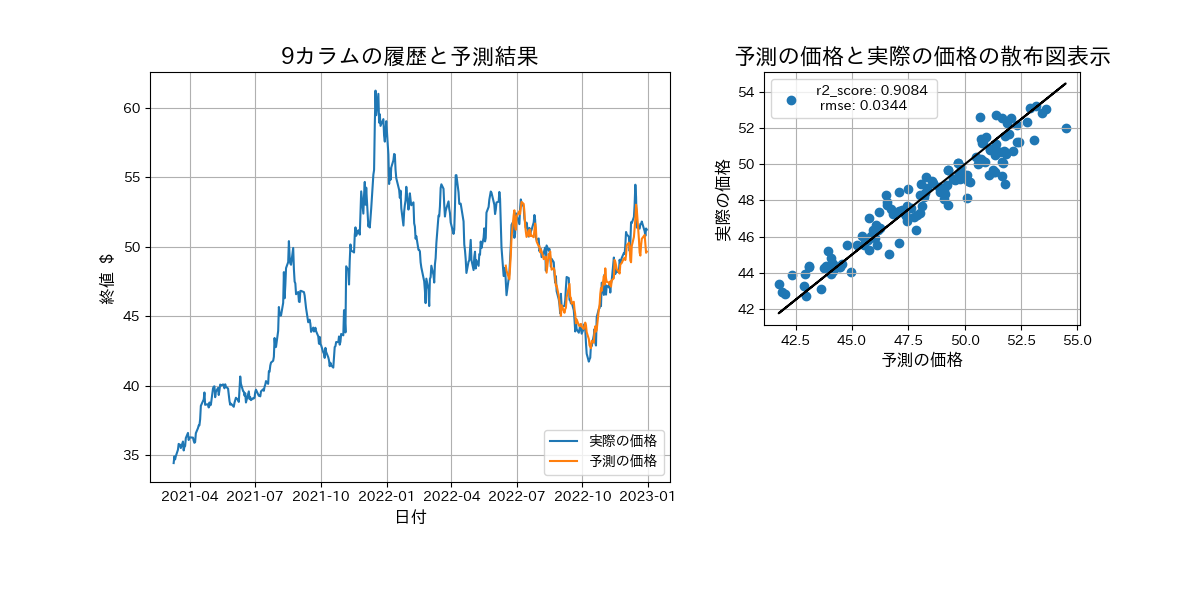 9カラムの履歴と予測結果
終値 $
60
55
50
45
40
35
2021-04 2021-07 2021-10 2022-01 2022-04 2022-07 2022-10 2023-01
日付
実際の価格
予測の価格
予測の価格と実際の価格の散布図表示
実際の価格
54
52
50
48
46
44
42
r2_score: 0.9084
rmse: 0.0344
42.5 45.0 47.5 50.0 52.5 55.0
予測の価格